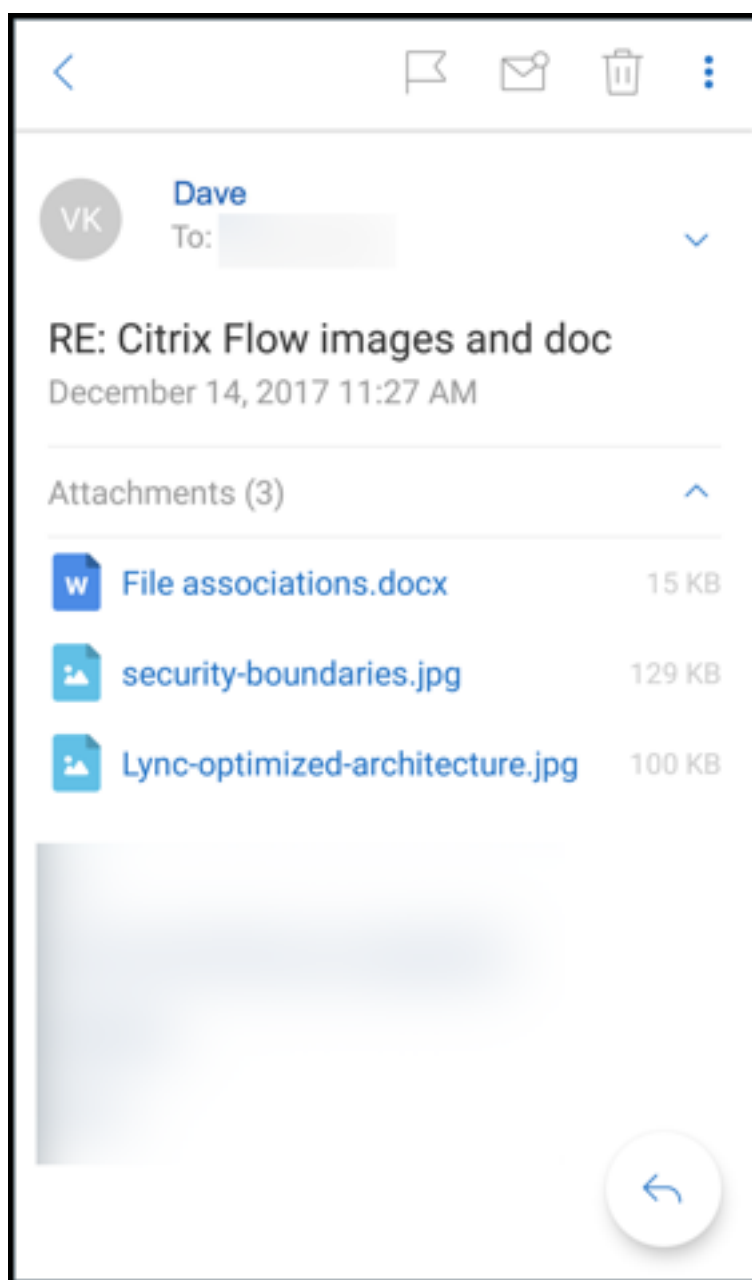 VK
Dave
To:
RE: Citrix Flow images and doc
December 14, 2017 11:27 AM
Attachments (3)
W File associations.docx 15 KB
security-boundaries.jpg 129 KB
Lync-optimized-architecture.jpg 100 KB